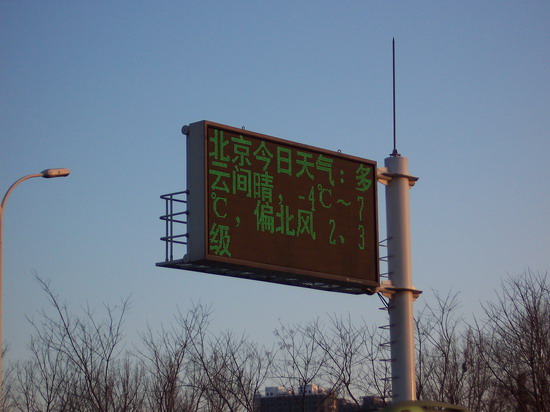 北京今日天气：多
云间晴，-4℃～7
℃，偏北风 2、3
级